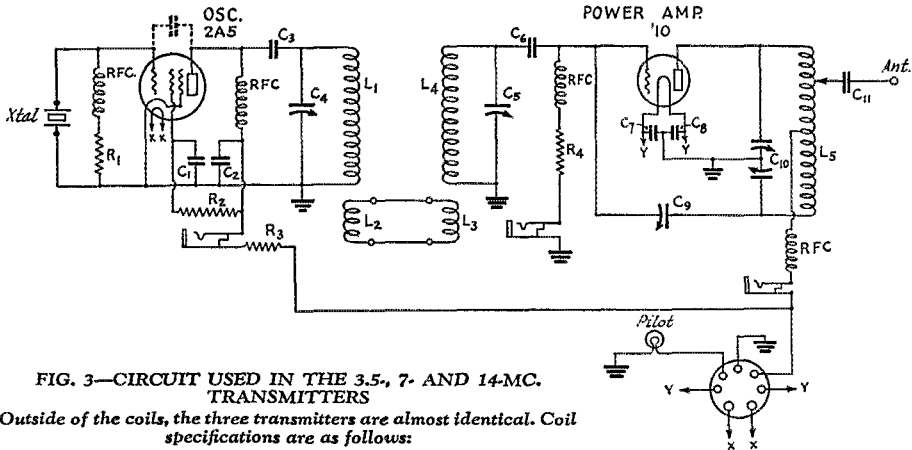 OSC.
2A5
C3
RFC.
RFC
Xtal
R1
x x
C1
C2
R2
R3
C4
L1
L2
L3
L4
C5
C6
RFC
R4
POWER AMP.
'10
C7
C8
Y Y
C9
C10
L5
C11
Ant.
RFC
Pilot
Y
Y
x x
FIG. 3—CIRCUIT USED IN THE 3.5-, 7- AND 14-MC.
TRANSMITTERS
Outside of the coils, the three transmitters are almost identical. Coil
specifications are as follows: